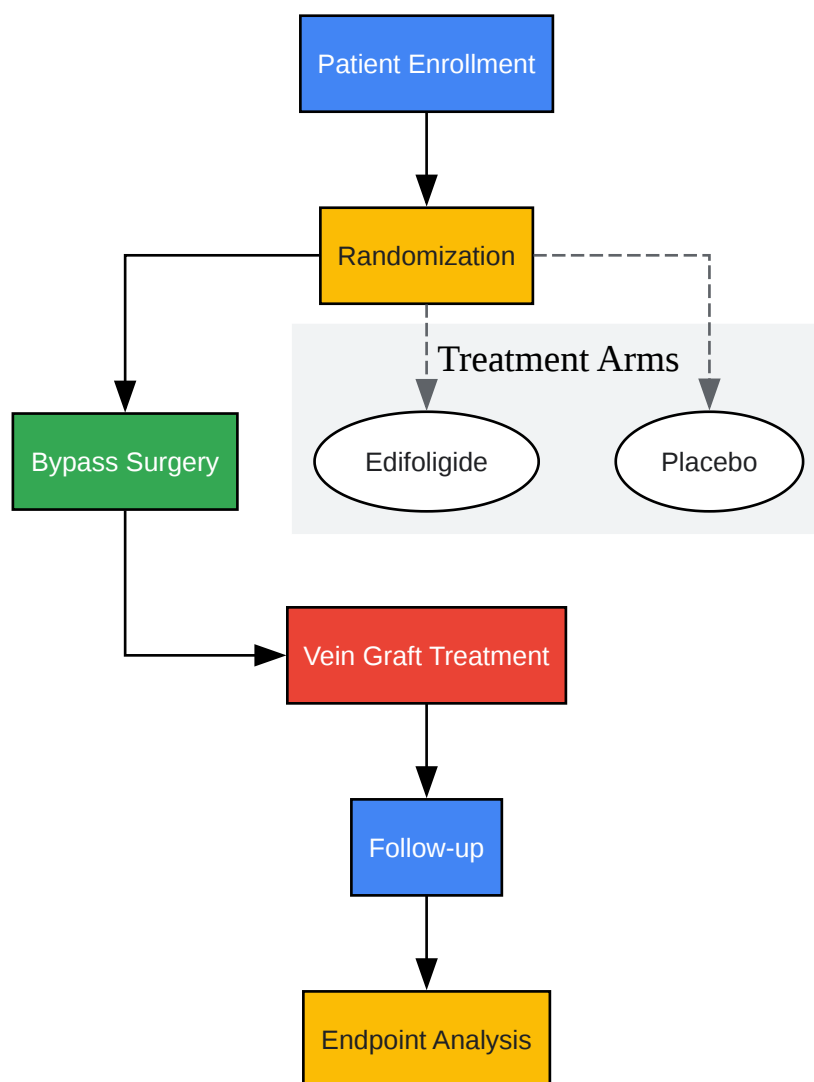 Patient Enrollment
Randomization
Treatment Arms
Bypass Surgery
Edifoligide
Placebo
Vein Graft Treatment
Follow-up
Endpoint Analysis